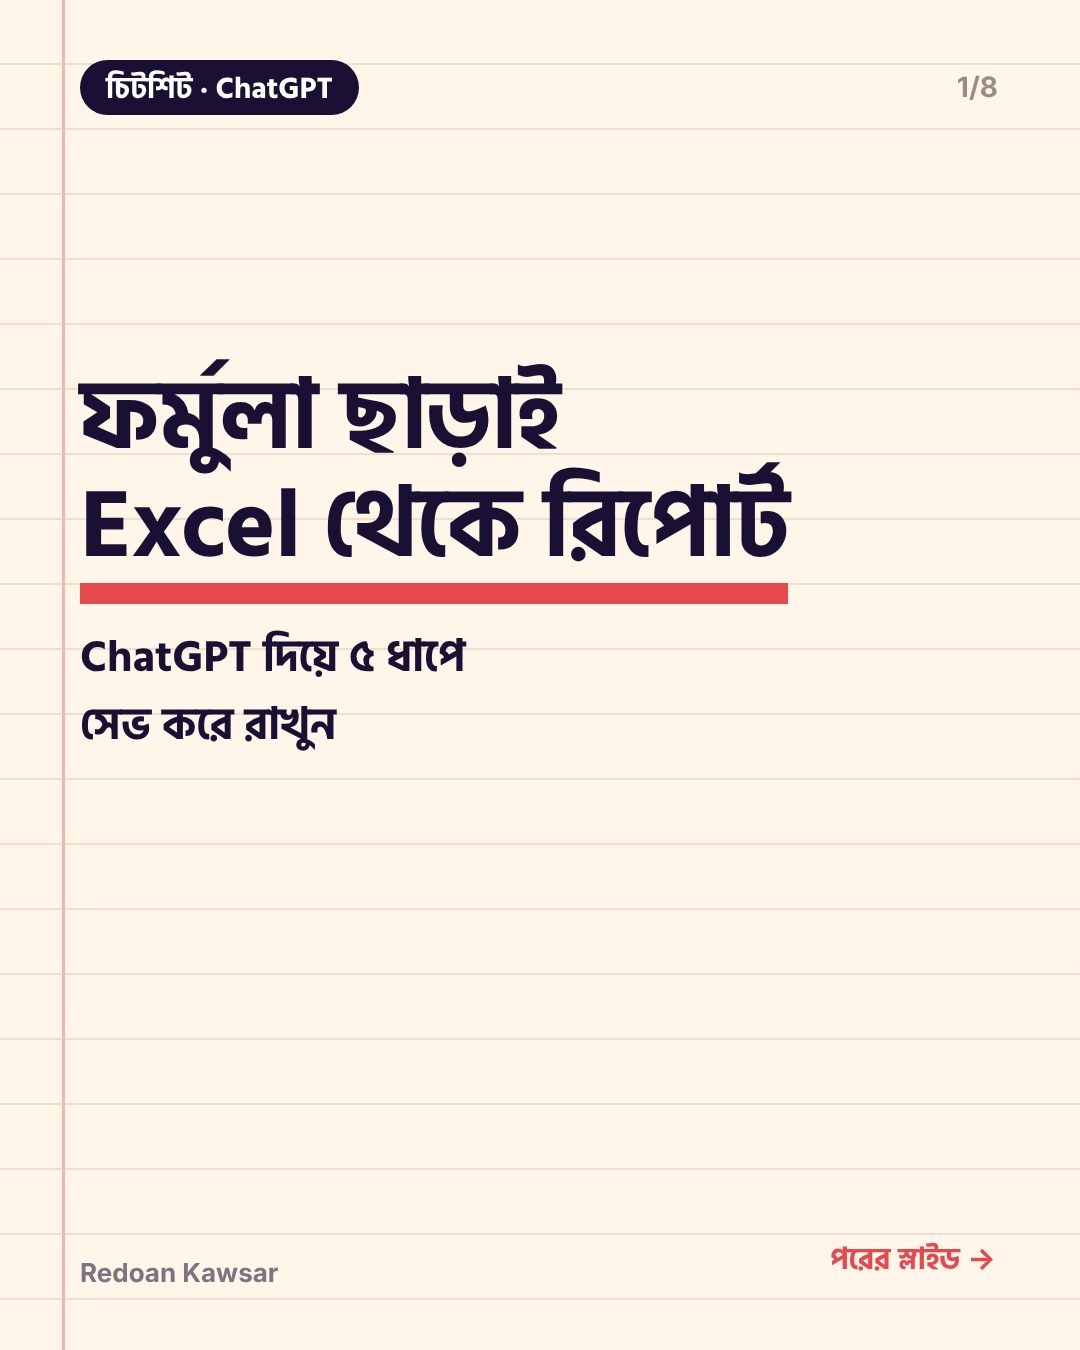 চিটশিট · ChatGPT
1/8
ফর্মুলা ছাড়াই
Excel থেকে রিপোর্ট
ChatGPT দিয়ে ৫ ধাপে
সেভ করে রাখুন
Redoan Kawsar
পরের স্লাইড →